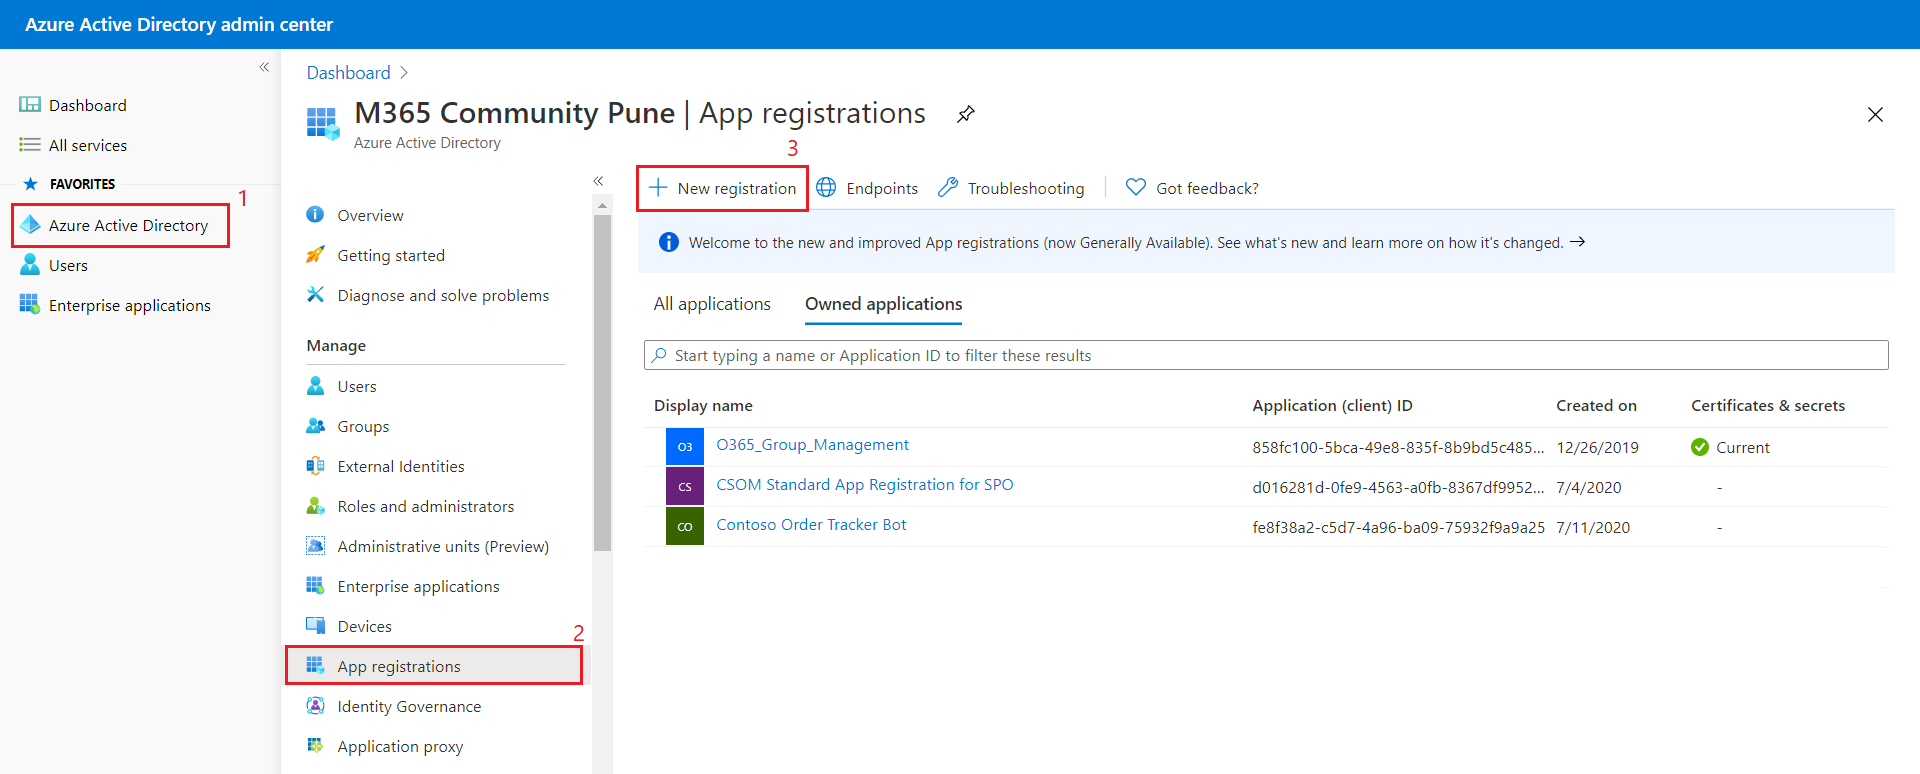 Azure Active Directory admin center
«
Dashboard
All services
FAVORITES
1
Azure Active Directory
Users
Enterprise applications
Dashboard >
M365 Community Pune | App registrations
Azure Active Directory
«
Overview
Getting started
Diagnose and solve problems
Manage
Users
Groups
External Identities
Roles and administrators
Administrative units (Preview)
Enterprise applications
Devices
2
App registrations
Identity Governance
Application proxy
3
New registration Endpoints Troubleshooting Got feedback?
Welcome to the new and improved App registrations (now Generally Available). See what's new and learn more on how it's changed. →
All applications Owned applications
Start typing a name or Application ID to filter these results
Display name Application (client) ID Created on Certificates & secrets
O3 O365_Group_Management 858fc100-5bca-49e8-835f-8b9bd5c485... 12/26/2019 Current
CS CSOM Standard App Registration for SPO d016281d-0fe9-4563-a0fb-8367df9952... 7/4/2020 -
CO Contoso Order Tracker Bot fe8f38a2-c5d7-4a96-ba09-75932f9a9a25 7/11/2020 -